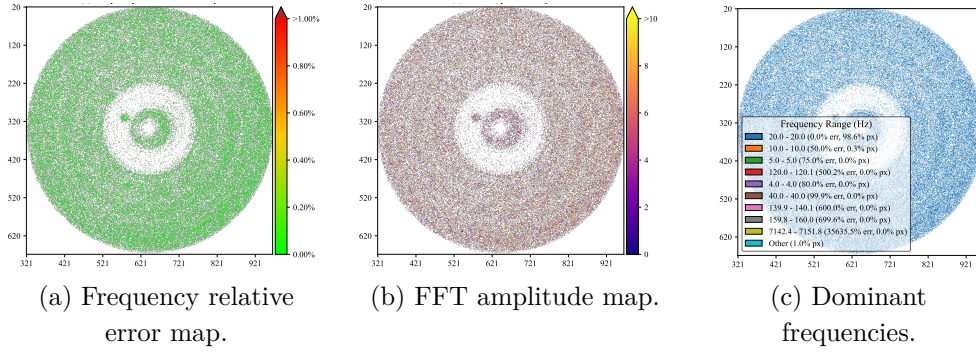 20
120
220
320
420
520
620
321 421 521 621 721 821 921
>1.00%
1.00%
0.80%
0.60%
0.40%
0.20%
0.00%
(a) Frequency relative
error map.
20
120
220
320
420
520
620
321 421 521 621 721 821 921
>10
10
8
6
4
2
0
(b) FFT amplitude map.
20
120
220
320
420
520
620
Frequency Range (Hz)
20.0 - 20.0 (0.0% err, 98.6% px)
10.0 - 10.0 (50.0% err, 0.3% px)
5.0 - 5.0 (75.0% err, 0.0% px)
120.0 - 120.1 (500.2% err, 0.0% px)
4.0 - 4.0 (80.0% err, 0.0% px)
40.0 - 40.0 (99.9% err, 0.0% px)
139.9 - 140.1 (600.0% err, 0.0% px)
159.8 - 160.0 (699.6% err, 0.0% px)
7142.4 - 7151.8 (35635.5% err, 0.0% px)
Other (1.0% px)
321 421 521 621 721 821 921
(c) Dominant
frequencies.